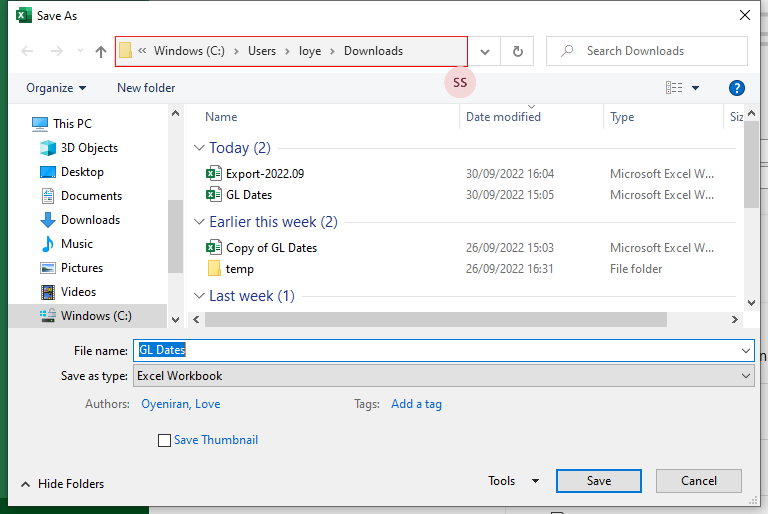 Save As
« Windows (C:) > Users > loye > Downloads
Search Downloads
SS
Organize
New folder
?
This PC
3D Objects
Desktop
Documents
Downloads
Music
Pictures
Videos
Windows (C:)
Name Date modified Type Siz
Today (2)
Export-2022.09 30/09/2022 16:04 Microsoft Excel W...
GL Dates 30/09/2022 15:05 Microsoft Excel W...
Earlier this week (2)
Copy of GL Dates 26/09/2022 15:03 Microsoft Excel W...
temp 26/09/2022 16:31 File folder
Last week (1)
File name: GL Dates
Save as type: Excel Workbook
Authors: Oyeniran, Love
Tags: Add a tag
Save Thumbnail
Hide Folders
Tools
Save
Cancel